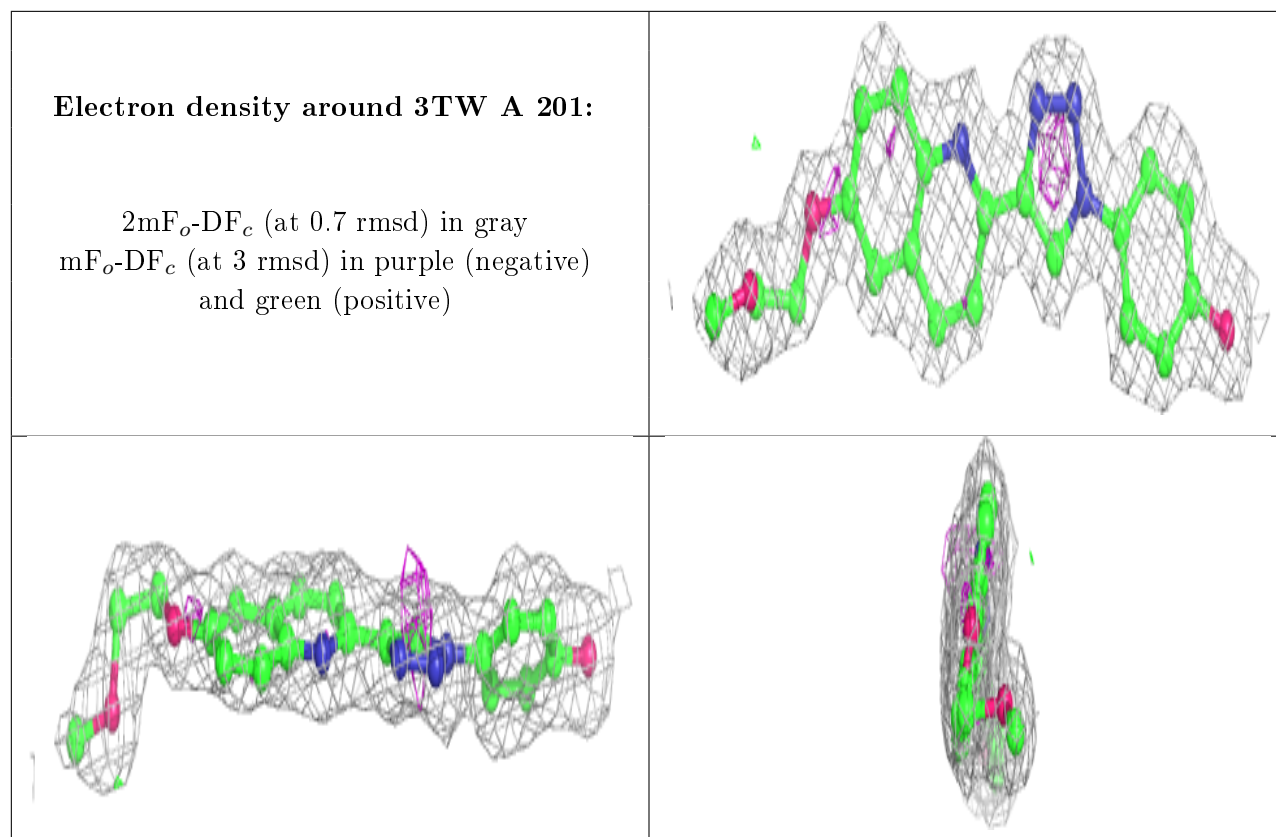 Electron density around 3TW A 201:
2mFₒ-DF𝒸 (at 0.7 rmsd) in gray
mFₒ-DF𝒸 (at 3 rmsd) in purple (negative)
and green (positive)